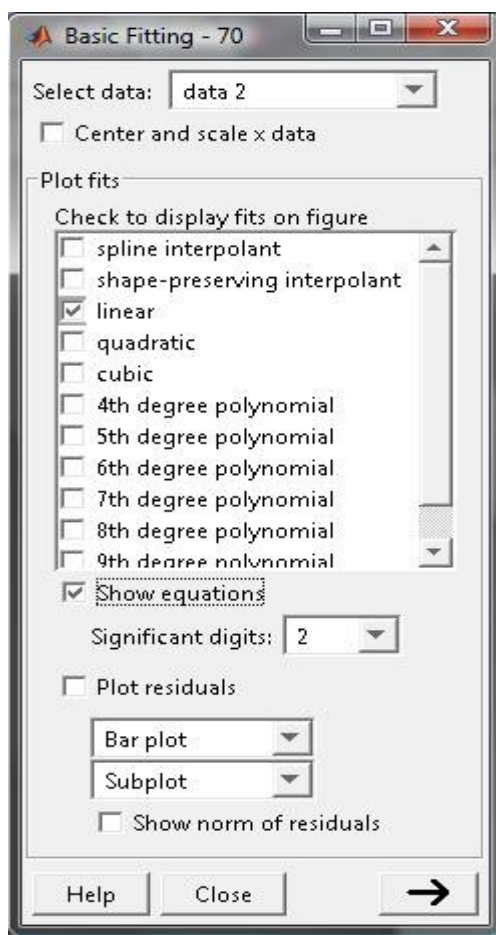 Basic Fitting - 70
Select data: data 2
Center and scale x data
Plot fits
Check to display fits on figure
spline interpolant
shape-preserving interpolant
linear
quadratic
cubic
4th degree polynomial
5th degree polynomial
6th degree polynomial
7th degree polynomial
8th degree polynomial
9th degree polynomial
Show equations
Significant digits: 2
Plot residuals
Bar plot
Subplot
Show norm of residuals
Help Close